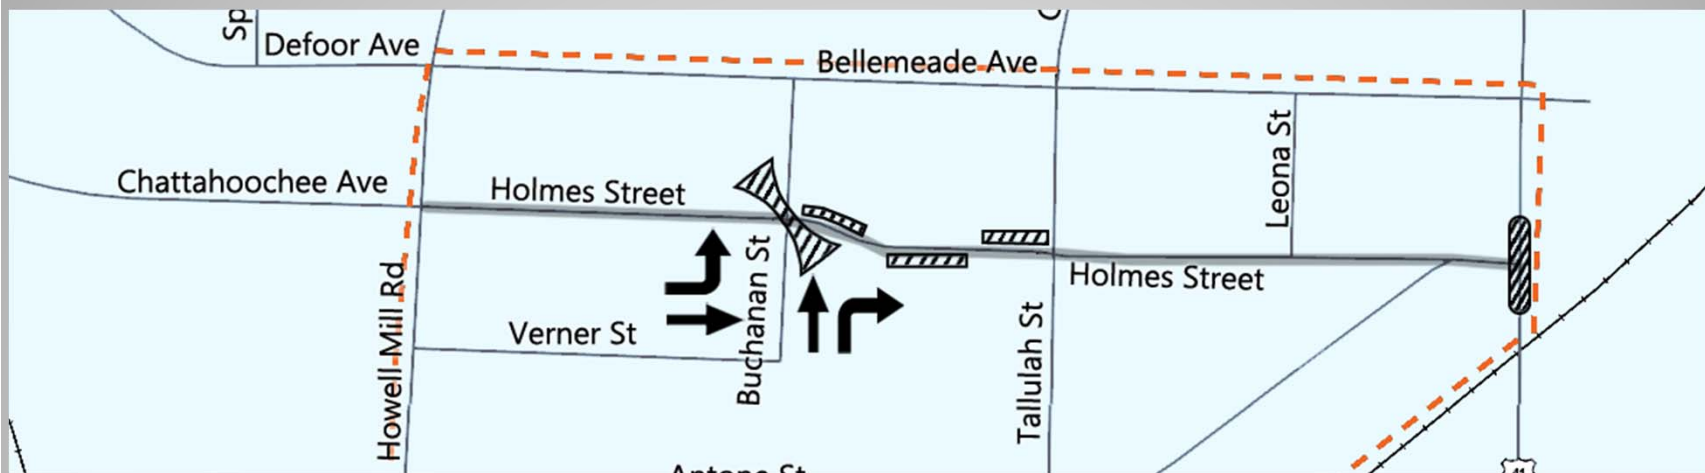 Sp
Defoor Ave
Bellemeade Ave
Leona St
Chattahoochee Ave
Holmes Street
Buchanan St
Holmes Street
Howell Mill Rd
Verner St
Tallulah St